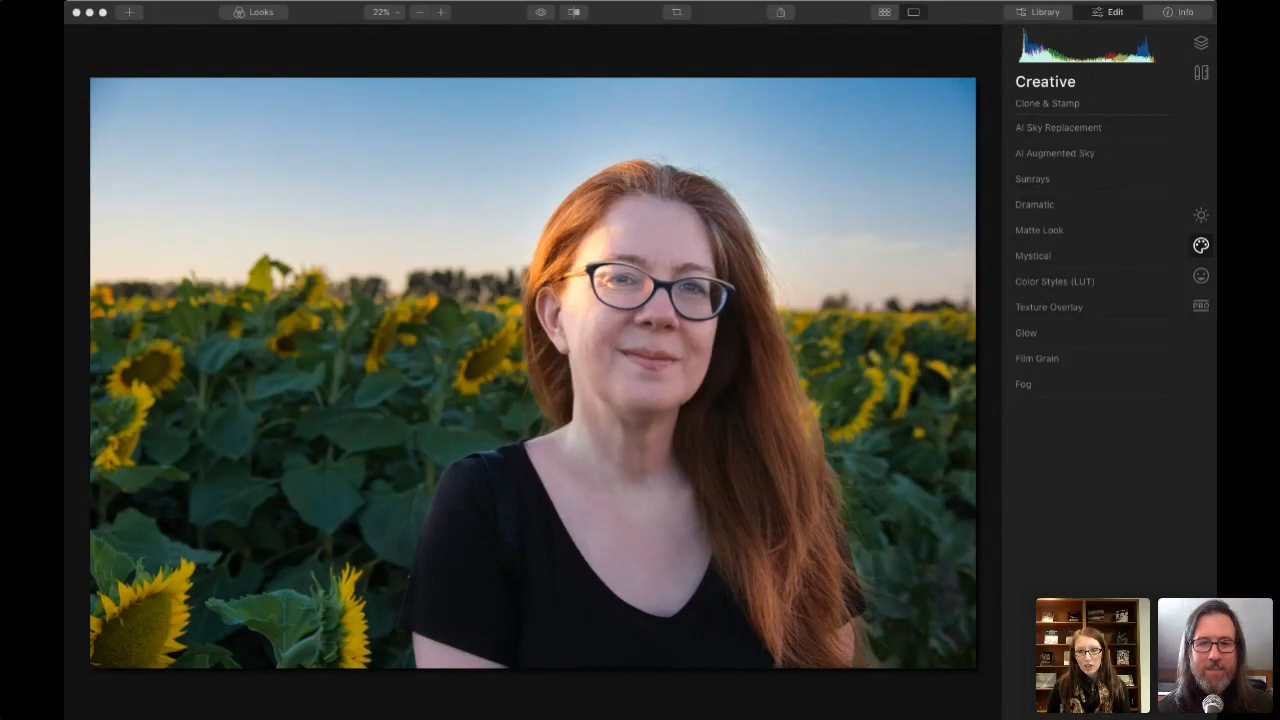 Looks
22%
Library
Edit
Info
Creative
Clone & Stamp
AI Sky Replacement
AI Augmented Sky
Sunrays
Dramatic
Matte Look
Mystical
Color Styles (LUT)
Texture Overlay
Glow
Film Grain
Fog
PRO